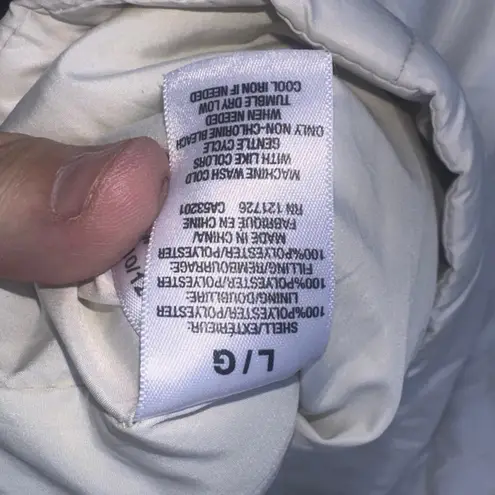 L / G
SHELL/EXTÉRIEUR:
100%POLYESTER/POLYESTER
LINING/DOUBLURE:
100%POLYESTER/POLYESTER
FILLING/REMBOURRAGE:
100%POLYESTER/POLYESTER
MADE IN CHINA/
FABRIQUÉ EN CHINE
RN 121726 CA53201
MACHINE WASH COLD
WITH LIKE COLORS
GENTLE CYCLE
ONLY NON-CHLORINE BLEACH
WHEN NEEDED
TUMBLE DRY LOW
COOL IRON IF NEEDED